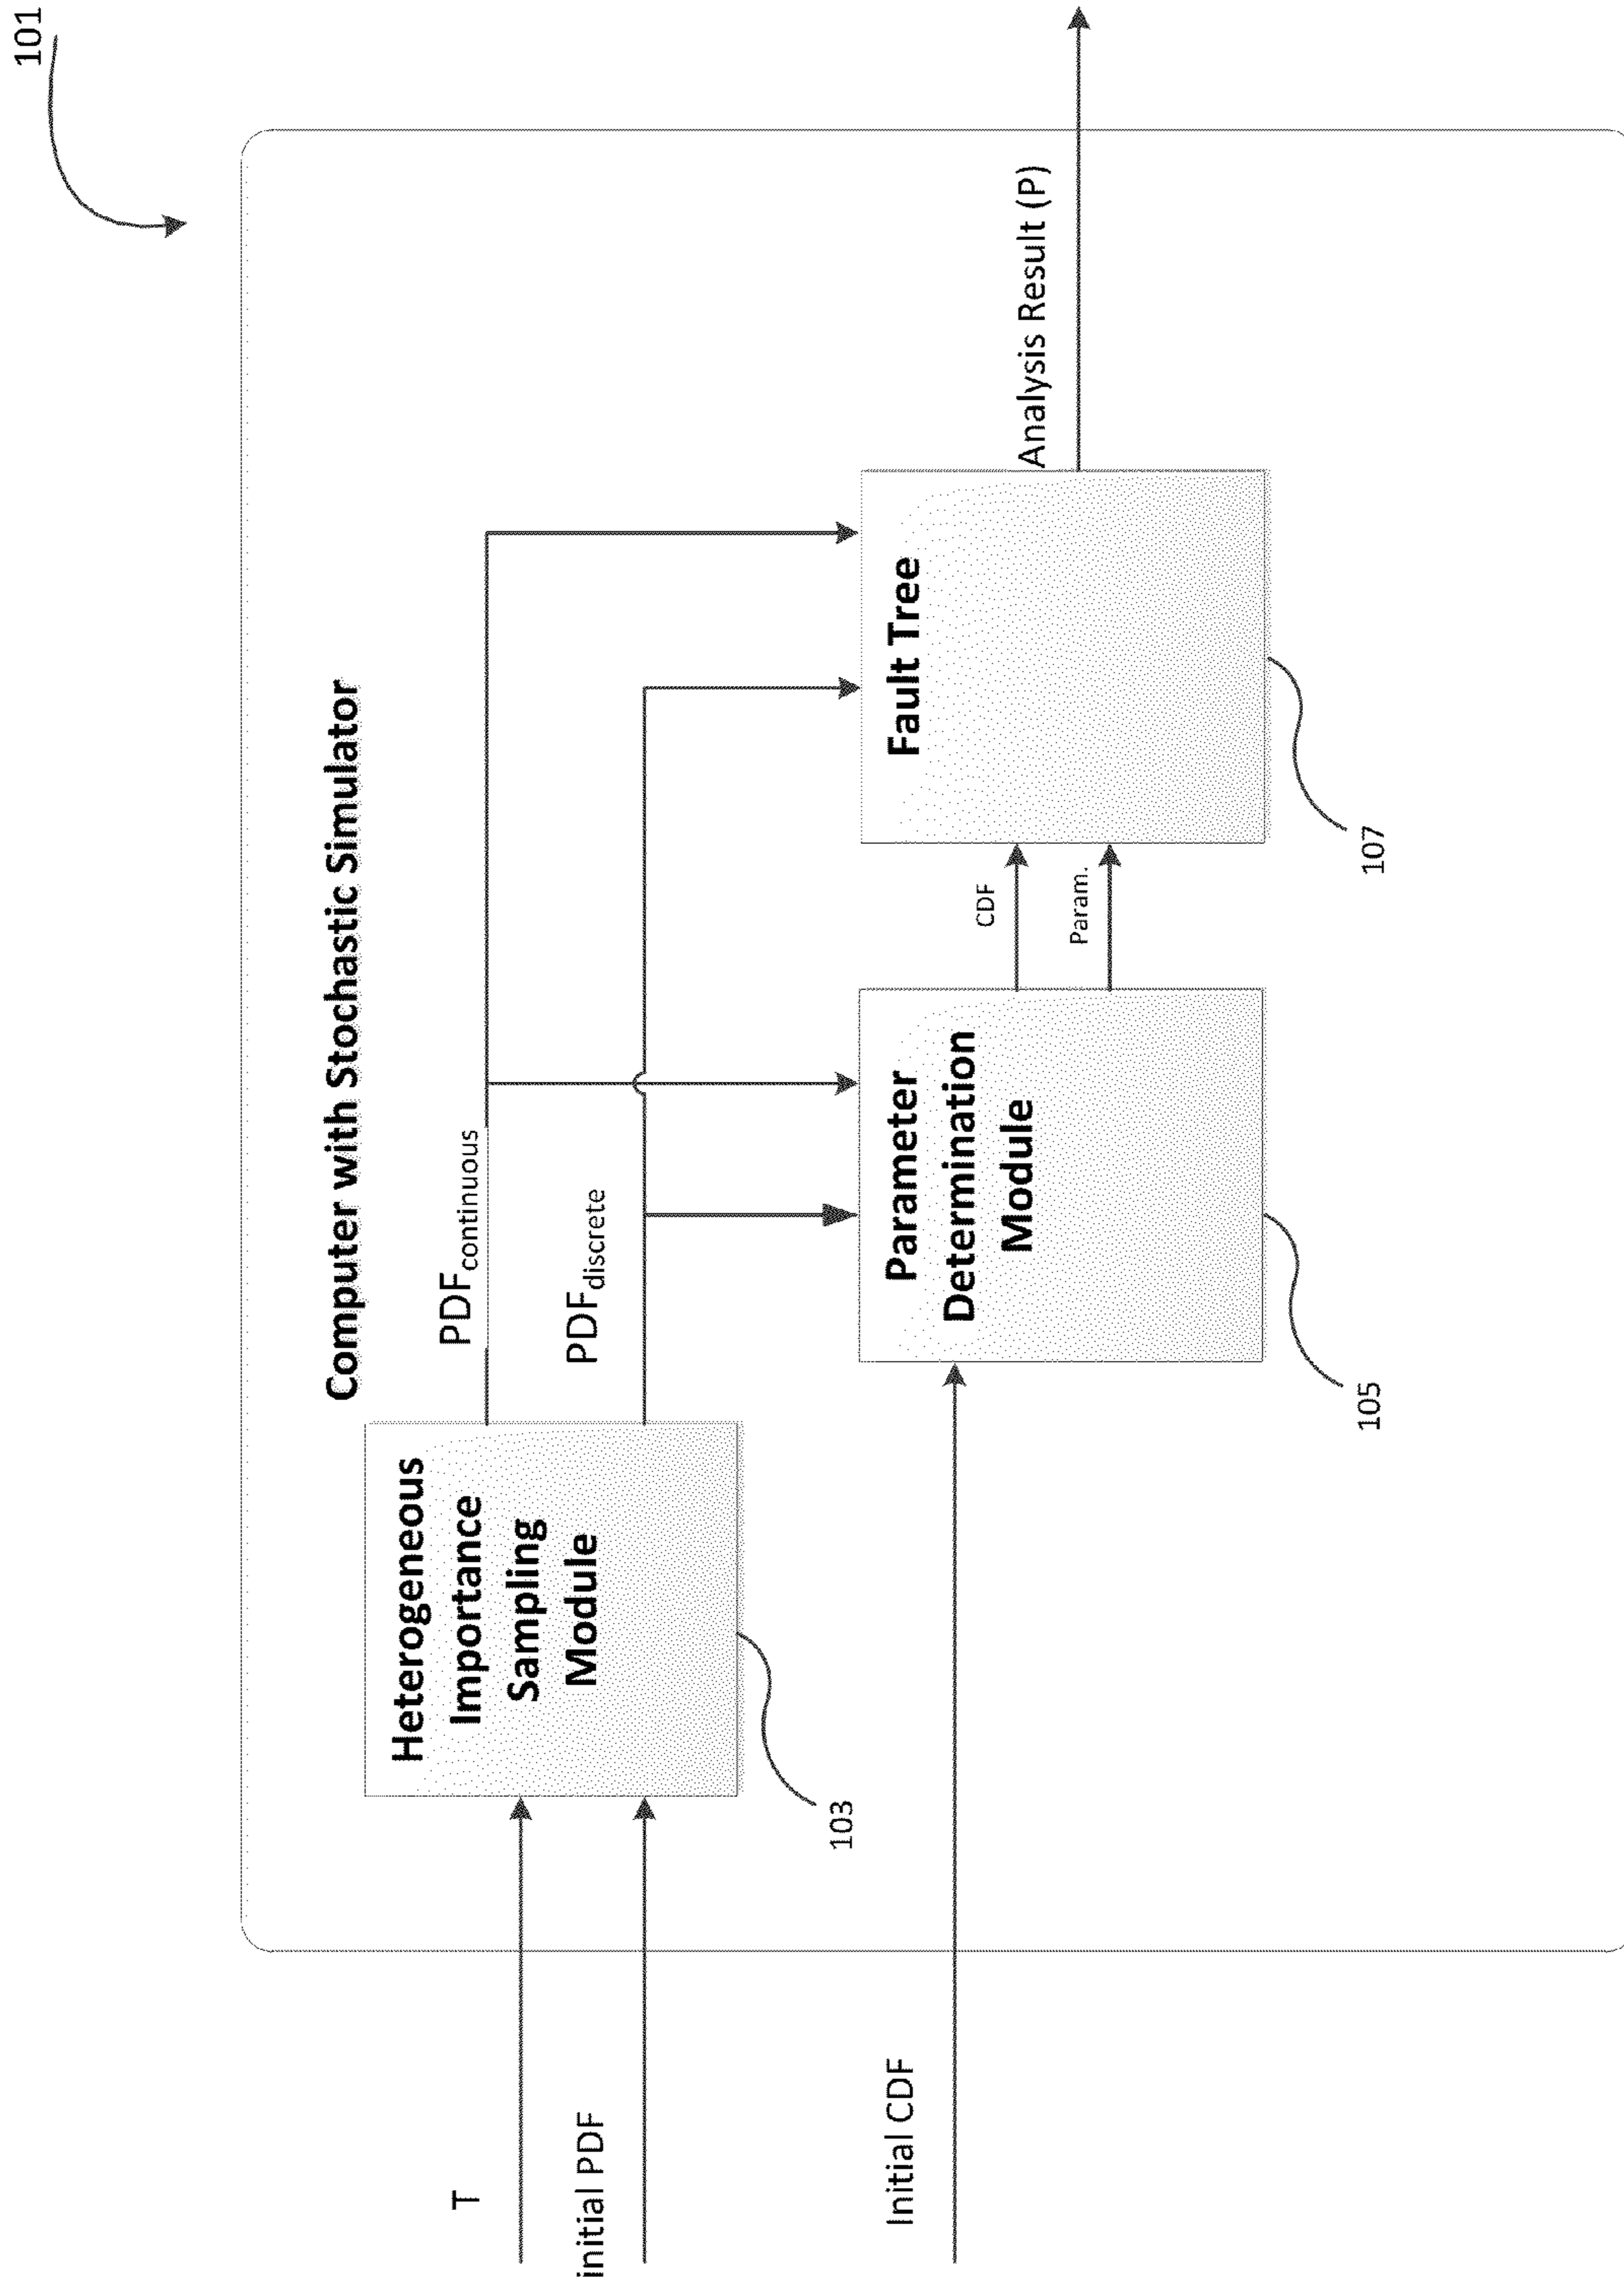 101
Computer with Stochastic Simulator
T
initial PDF
Heterogeneous
Importance
Sampling
Module
103
PDFcontinuous
PDFdiscrete
Initial CDF
Parameter
Determination
Module
105
CDF
Param.
Fault Tree
107
Analysis Result (P)